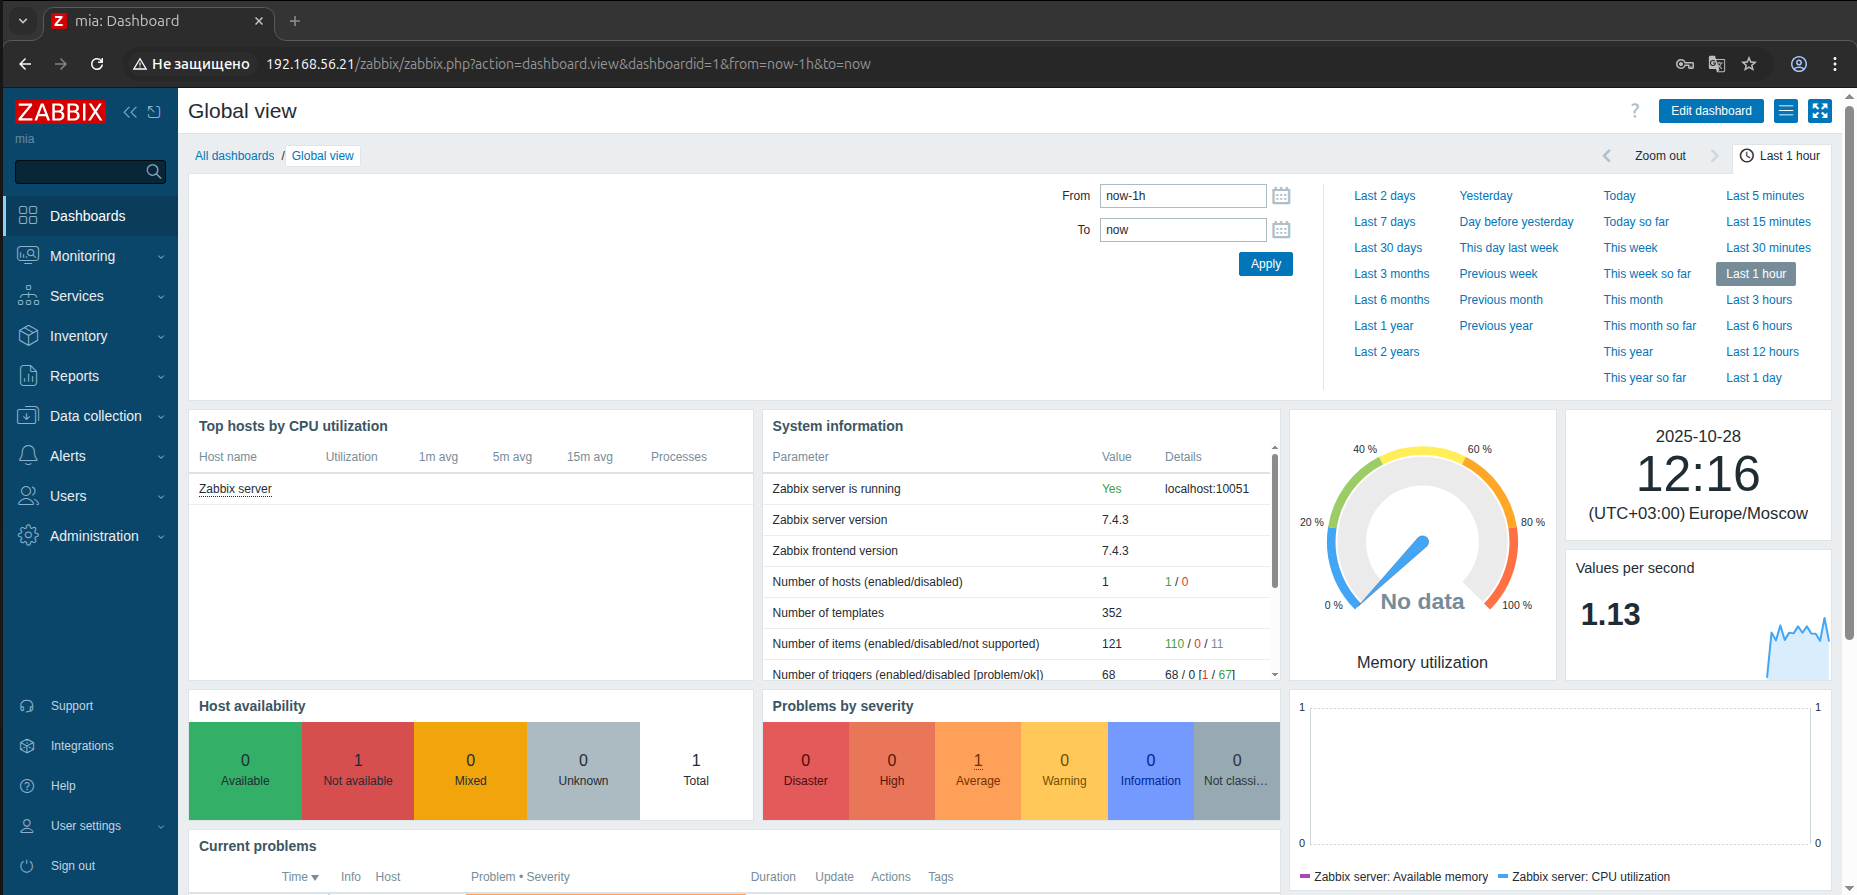 Z mia: Dashboard
Не защищено 192.168.56.21/zabbix/zabbix.php?action=dashboard.view&dashboardid=1&from=now-1h&to=now
ZABBIX
mia
Dashboards
Monitoring
Services
Inventory
Reports
Data collection
Alerts
Users
Administration
Support
Integrations
Help
User settings
Sign out
Global view
? Edit dashboard
All dashboards / Global view
Zoom out Last 1 hour
From now-1h
To now
Apply
Last 2 days Yesterday Today Last 5 minutes
Last 7 days Day before yesterday Today so far Last 15 minutes
Last 30 days This day last week This week Last 30 minutes
Last 3 months Previous week This week so far Last 1 hour
Last 6 months Previous month This month Last 3 hours
Last 1 year Previous year This month so far Last 6 hours
Last 2 years This year Last 12 hours
This year so far Last 1 day
Top hosts by CPU utilization
Host name Utilization 1m avg 5m avg 15m avg Processes
Zabbix server
System information
Parameter Value Details
Zabbix server is running Yes localhost:10051
Zabbix server version 7.4.3
Zabbix frontend version 7.4.3
Number of hosts (enabled/disabled) 1 1 / 0
Number of templates 352
Number of items (enabled/disabled/not supported) 121 110 / 0 / 11
Number of triggers (enabled/disabled [problem/ok]) 68 68 / 0 [1 / 67]
40 % 60 %
20 % 80 %
0 % No data 100 %
Memory utilization
2025-10-28
12:16
(UTC+03:00) Europe/Moscow
Values per second
1.13
Host availability
0 1 0 0 1
Available Not available Mixed Unknown Total
Problems by severity
0 0 1 0 0 0
Disaster High Average Warning Information Not classi…
1 1
0 0
Zabbix server: Available memory Zabbix server: CPU utilization
Current problems
Time Info Host Problem • Severity Duration Update Actions Tags